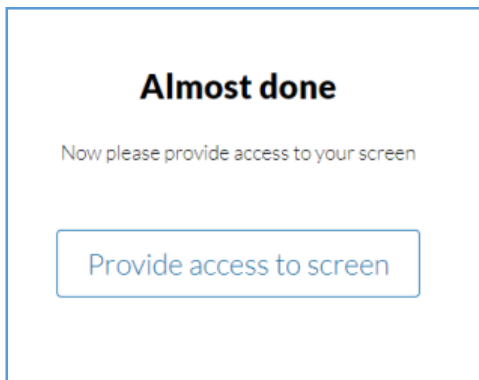 Almost done
Now please provide access to your screen
Provide access to screen